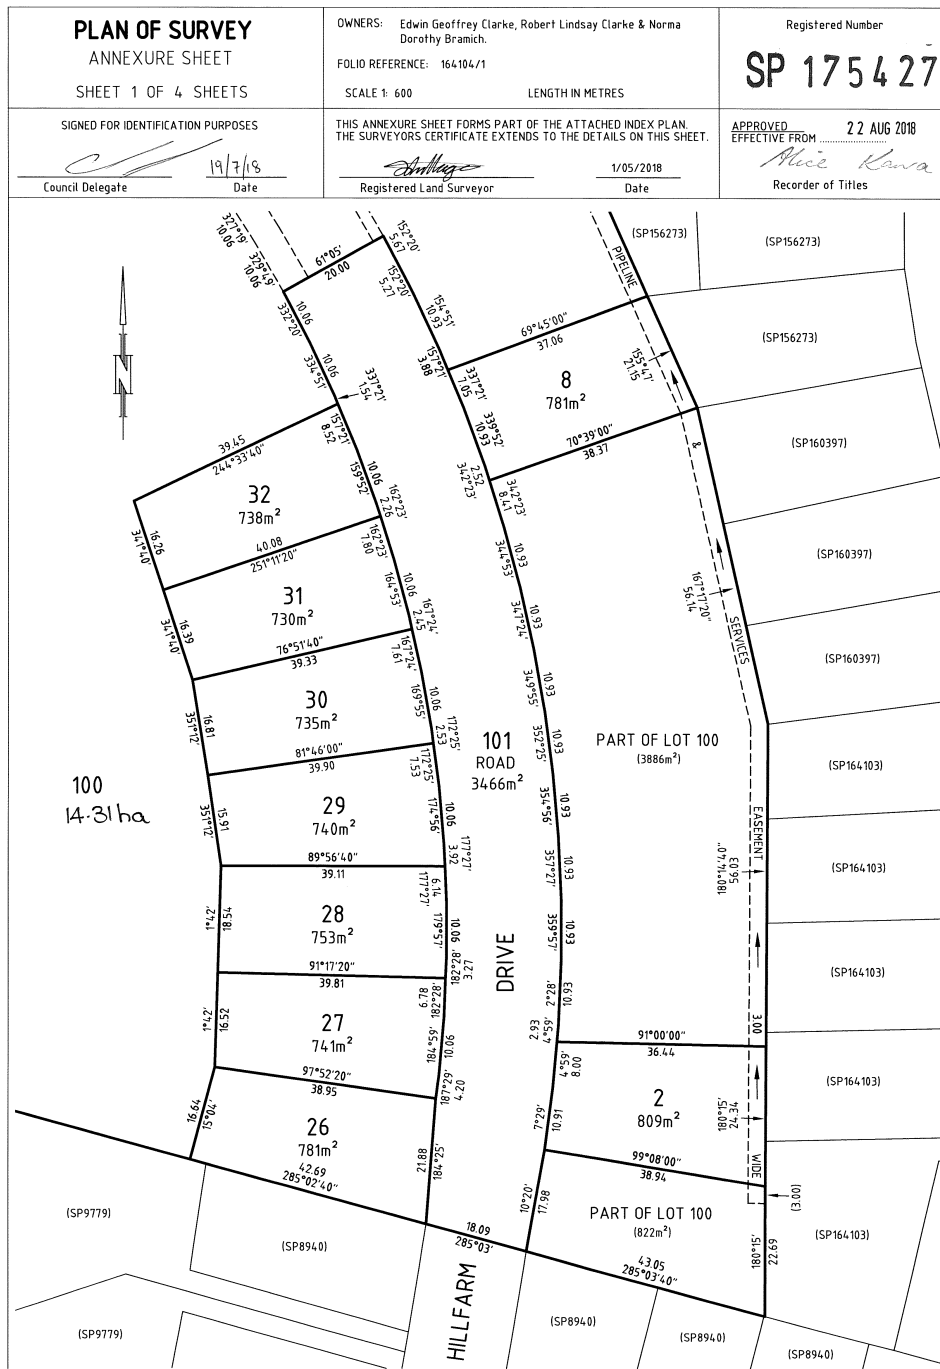 PLAN OF SURVEY
ANNEXURE SHEET
SHEET 1 OF 4 SHEETS
OWNERS: Edwin Geoffrey Clarke, Robert Lindsay Clarke & Norma
Dorothy Bramich.
FOLIO REFERENCE: 164104/1
SCALE 1: 600 LENGTH IN METRES
Registered Number
SP 175427
SIGNED FOR IDENTIFICATION PURPOSES
19/7/18
Council Delegate Date
THIS ANNEXURE SHEET FORMS PART OF THE ATTACHED INDEX PLAN.
THE SURVEYORS CERTIFICATE EXTENDS TO THE DETAILS ON THIS SHEET.
1/05/2018
Registered Land Surveyor Date
APPROVED
EFFECTIVE FROM 22 AUG 2018
Alice Kawa
Recorder of Titles
327°19'
10.06
329°49'
10.06
61°05'
20.00
152°20'
5.67
152°20'
5.27
154°51'
10.93
157°21'
3.88
10.06
332°20'
10.06
334°51'
337°21'
1.54
N
PIPELINE
(SP156273)
(SP156273)
(SP156273)
69°45'00"
37.06
8
781m²
155°47'
21.15
337°21'
7.05
339°52'
10.93
2.52
342°23'
70°39'00"
38.37
&
342°23'
8.41
(SP160397)
(SP160397)
(SP160397)
39.45
244°33'40"
157°21'
8.52
10.06
159°52'
162°23'
2.26
32
738m²
16.26
341°40'
40.08
251°11'20"
162°23'
7.80
10.06
164°53'
167°24'
2.45
31
730m²
16.39
341°40'
76°51'40"
39.33
167°24'
7.61
10.06
169°55'
172°25'
2.53
30
735m²
16.81
351°12'
81°46'00"
39.90
172°25'
7.53
10.06
174°56'
177°27'
3.92
29
740m²
15.91
351°12'
89°56'40"
39.11
6.14
177°27'
10.06
179°57'
182°28'
3.27
28
753m²
1°42'
18.54
91°17'20"
39.81
6.78
182°28'
184°59'
10.06
187°29'
4.20
27
741m²
1°42'
16.52
97°52'20"
38.95
26
781m²
16.64
15°04'
42.69
285°02'40"
21.88
184°25'
100
14.31ha
10.93
344°53'
10.93
347°24'
10.93
349°55'
10.93
352°25'
10.93
354°56'
10.93
357°27'
10.93
359°57'
2°28'
10.93
2.93
4°59'
101
ROAD
3466m²
PART OF LOT 100
(3886m²)
167°17'20"
56.14
SERVICES
EASEMENT
180°14'40"
56.03
3.00
WIDE
(SP164103)
(SP164103)
(SP164103)
(SP164103)
(SP164103)
DRIVE
91°00'00"
36.44
4°59'
8.00
2
809m²
7°29'
10.91
180°15'
24.34
99°08'00"
38.94
(3.00)
10°20'
17.98
PART OF LOT 100
(822m²)
180°15'
22.69
43.05
285°03'40"
18.09
285°03'
HILLFARM
(SP9779)
(SP8940)
(SP9779)
(SP8940)
(SP8940)
(SP8940)